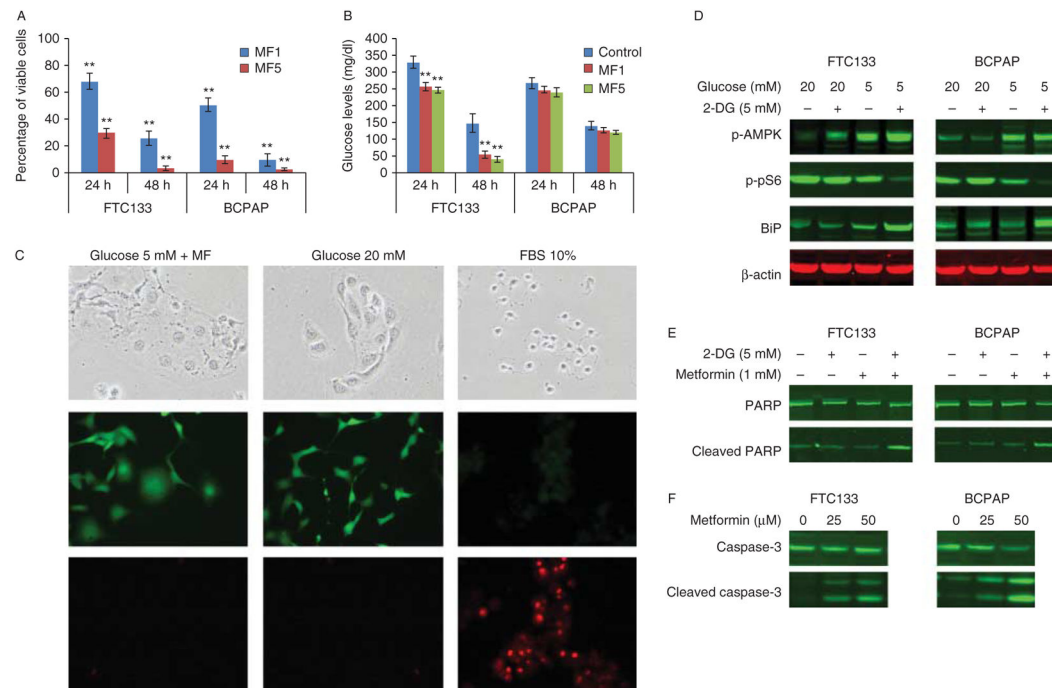 A
Percentage of viable cells
100
80
60
40
20
0
MF1
MF5
** ** ** ** ** ** ** **
24 h 48 h 24 h 48 h
FTC133 BCPAP
B
Glucose levels (mg/dl)
400
350
300
250
200
150
100
50
0
Control
MF1
MF5
** ** ** **
24 h 48 h 24 h 48 h
FTC133 BCPAP
C
Glucose 5 mM + MF Glucose 20 mM FBS 10%
D
FTC133 BCPAP
Glucose (mM) 20 20 5 5 20 20 5 5
2-DG (5 mM) – + – + – + – +
p-AMPK
p-pS6
BiP
β-actin
E
FTC133 BCPAP
2-DG (5 mM) – + – + – + – +
Metformin (1 mM) – – + + – – + +
PARP
Cleaved PARP
F
FTC133 BCPAP
Metformin (μM) 0 25 50 0 25 50
Caspase-3
Cleaved caspase-3